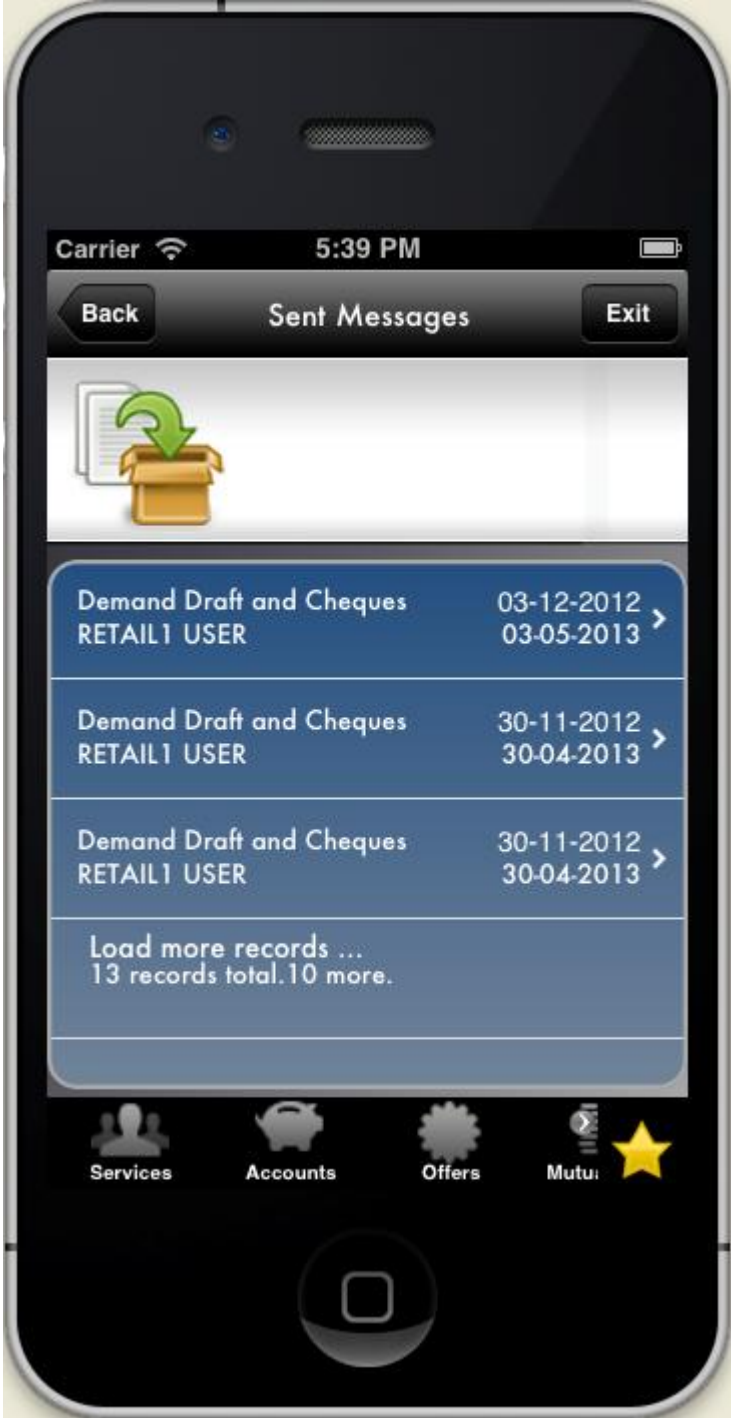 Carrier 5:39 PM
Back Sent Messages Exit
Demand Draft and Cheques 03-12-2012
RETAIL1 USER 03-05-2013
Demand Draft and Cheques 30-11-2012
RETAIL1 USER 30-04-2013
Demand Draft and Cheques 30-11-2012
RETAIL1 USER 30-04-2013
Load more records ...
13 records total.10 more.
Services Accounts Offers Mutu